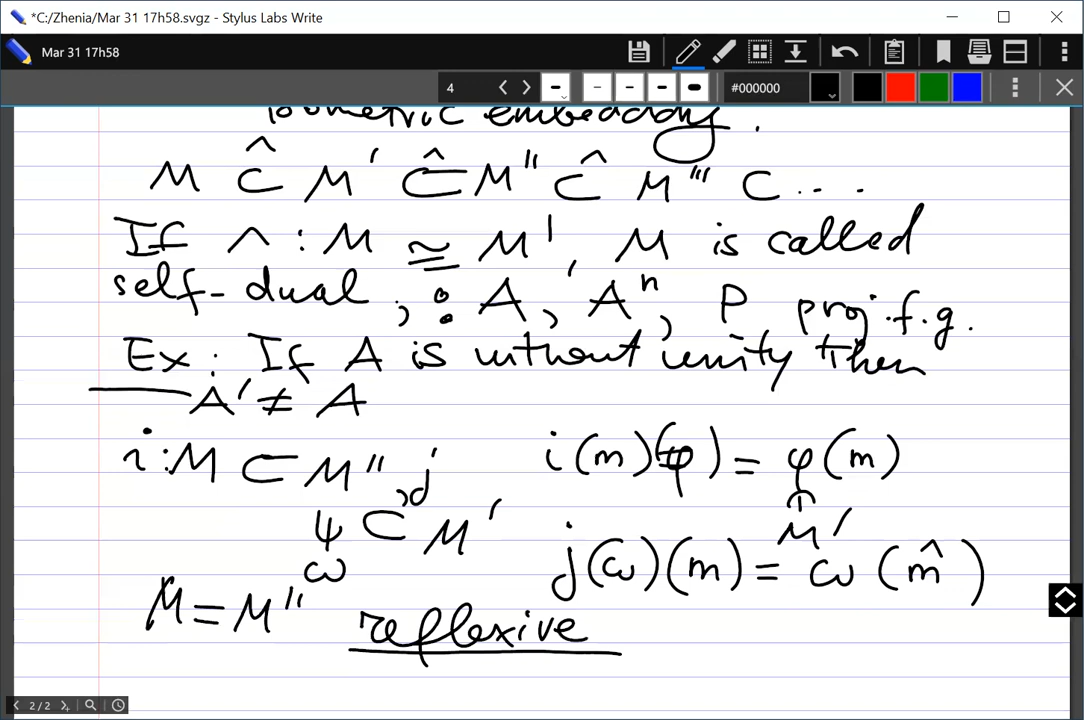 *C:/Zhenia/Mar 31 17h58.svgz - Stylus Labs Write
Mar 31 17h58
4
#000000
isometric embedding.
M ⊂^ M′ ⊂^ M″ ⊂^ M‴ ⊂ ...
If ∧ : M ≅ M′, M is called
self-dual ; : A, Aⁿ, P proj. f.g.
Ex: If A is without unity then
A′ ≠ A
i : M ⊂ M″, j i(m)(φ) = φ(m)
ψ ⊂ M′ M′
ω j(ω)(m) = ω(m̂)
M = M″ reflexive
2/2